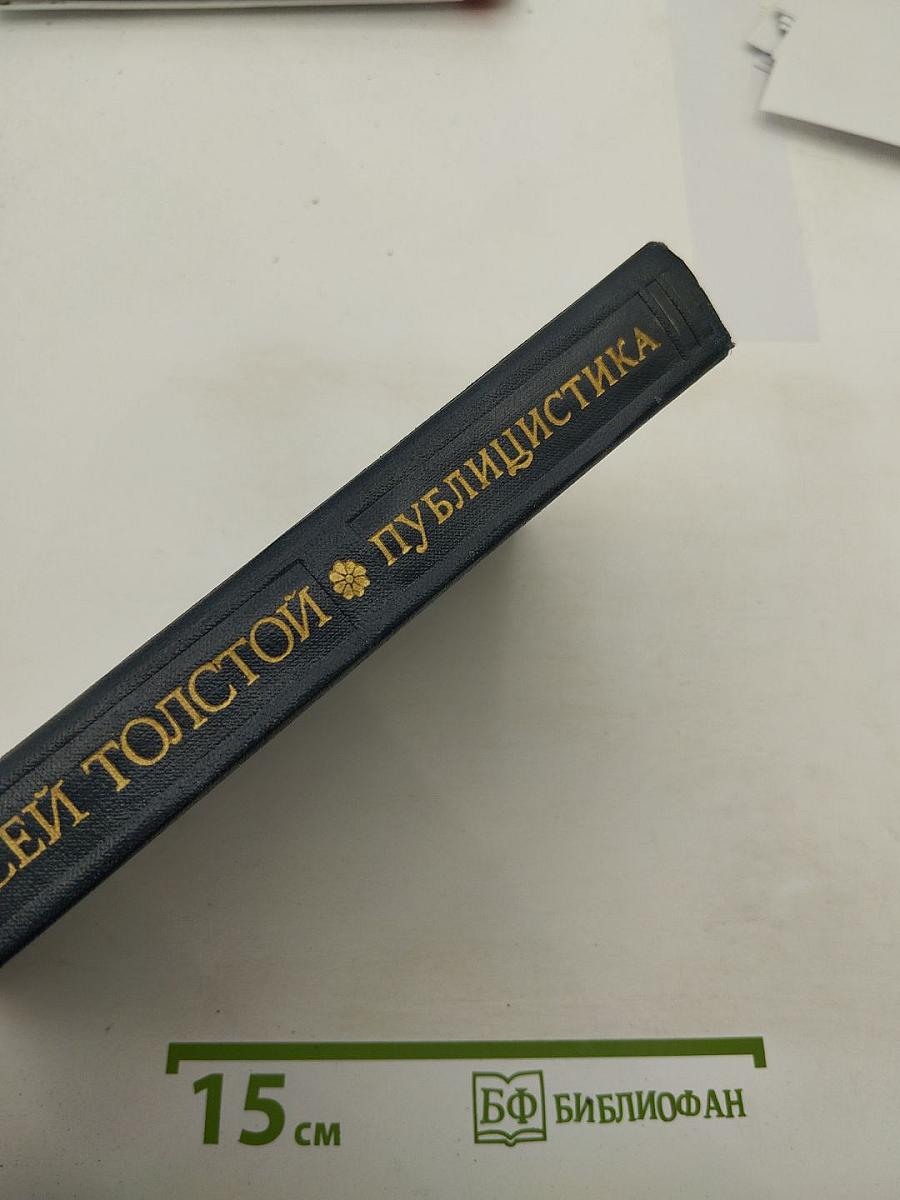 ЕЙ ТОЛСТОЙ ПУБЛИЦИСТИКА
15 см
БФ БИБЛИОФАН